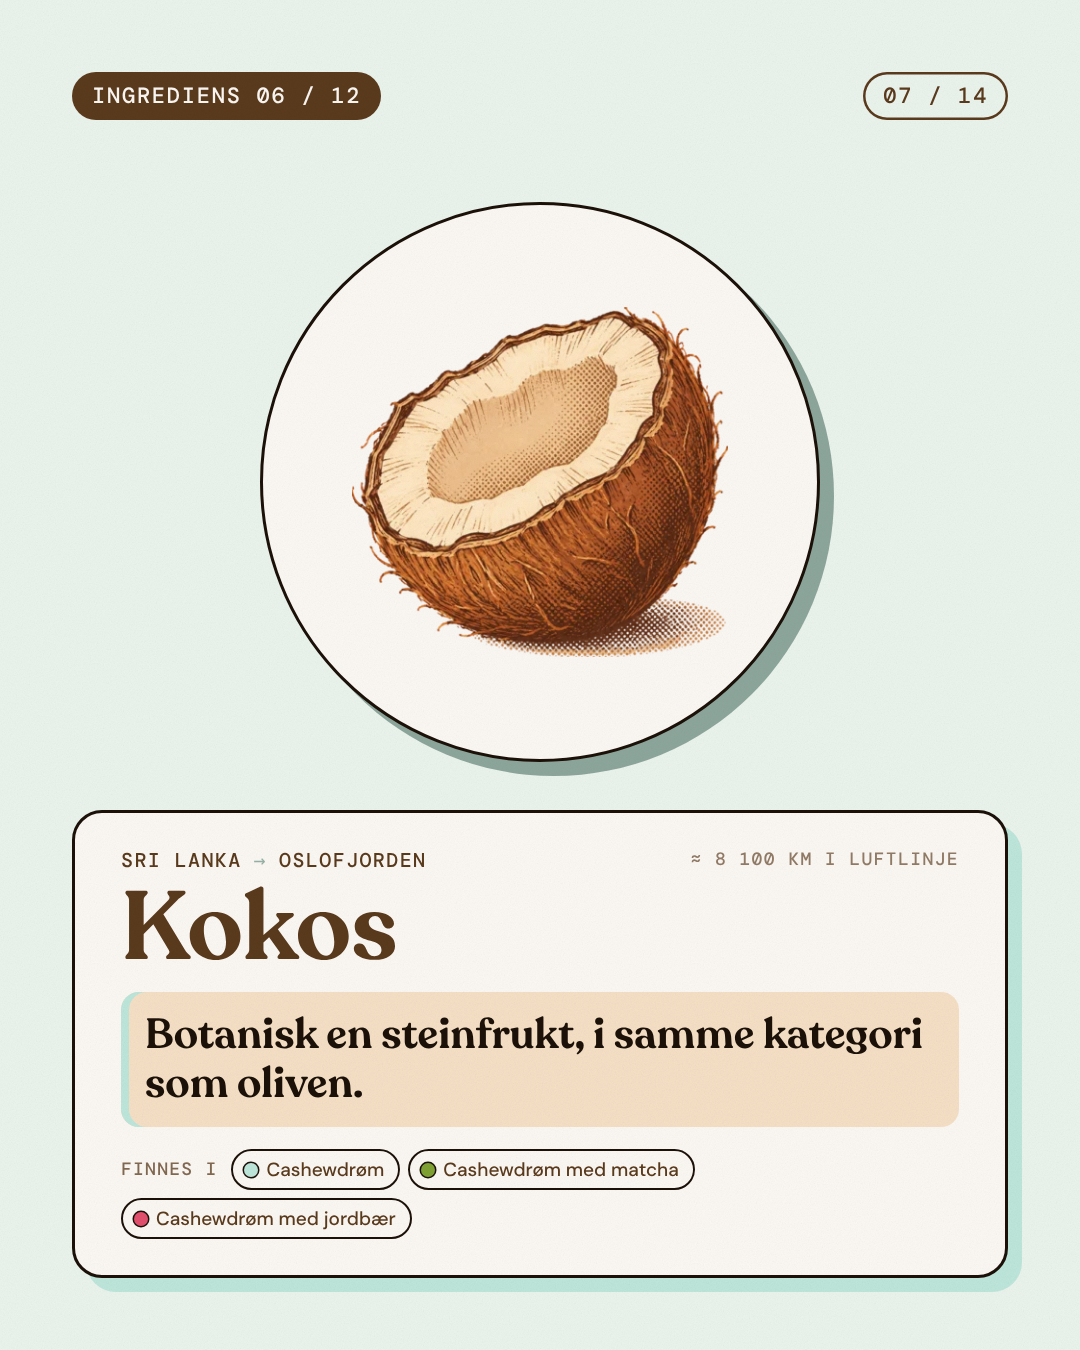 INGREDIENS 06 / 12
07 / 14
SRI LANKA → OSLOFJORDEN
≈ 8 100 KM I LUFTLINJE
Kokos
Botanisk en steinfrukt, i samme kategori
som oliven.
FINNES I
Cashewdrøm
Cashewdrøm med matcha
Cashewdrøm med jordbær